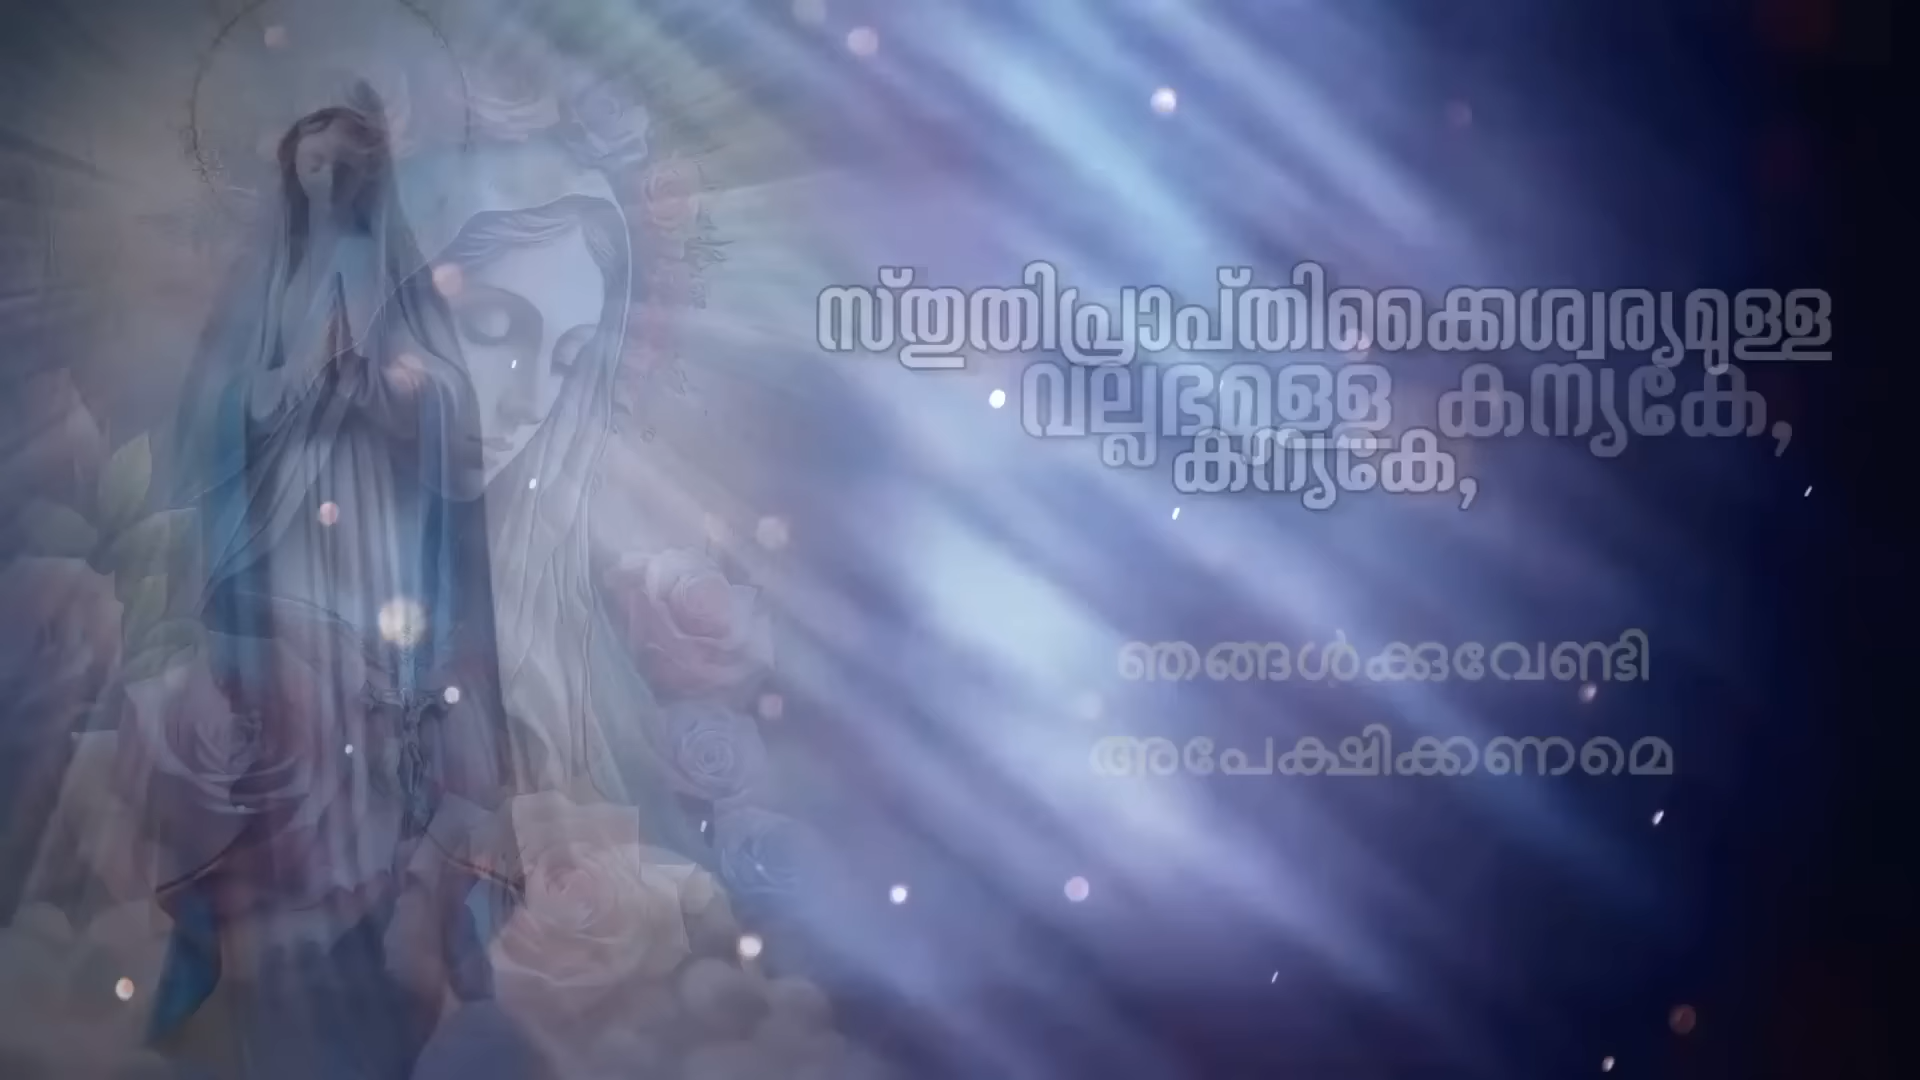 സ്തുതിപ്രാപ്തിക്കൈശ്വര്യമുള്ള
വല്ലഭമുള്ള കന്യകേ,
കന്യകേ,
ഞങ്ങൾക്കുവേണ്ടി
അപേക്ഷിക്കണമെ